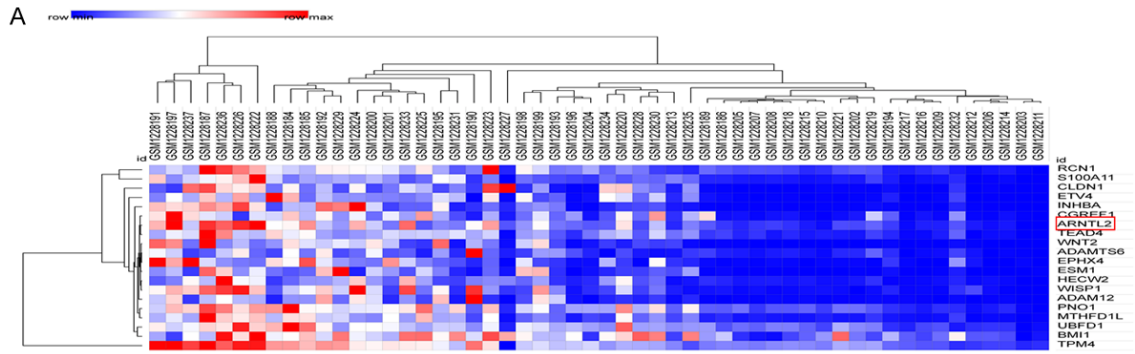 A
row min row max
GSM1228191
GSM1228197
GSM1228237
GSM1228187
GSM1228236
GSM1228226
GSM1228222
GSM1228188
GSM1228184
GSM1228185
GSM1228192
GSM1228229
GSM1228224
GSM1228200
GSM1228201
GSM1228233
GSM1228225
GSM1228195
GSM1228231
GSM1228190
GSM1228223
GSM1228227
GSM1228198
GSM1228199
GSM1228193
GSM1228196
GSM1228204
GSM1228234
GSM1228220
GSM1228228
GSM1228230
GSM1228213
GSM1228235
GSM1228189
GSM1228186
GSM1228205
GSM1228207
GSM1228208
GSM1228218
GSM1228215
GSM1228210
GSM1228221
GSM1228202
GSM1228219
GSM1228194
GSM1228217
GSM1228216
GSM1228209
GSM1228232
GSM1228212
GSM1228206
GSM1228214
GSM1228203
GSM1228211
id
id
RCN1
S100A11
CLDN1
ETV4
INHBA
CGREF1
ARNTL2
TEAD4
WNT2
ADAMTS6
EPHX4
ESM1
HECW2
WISP1
ADAM12
PNO1
MTHFD1L
UBFD1
BMI1
TPM4